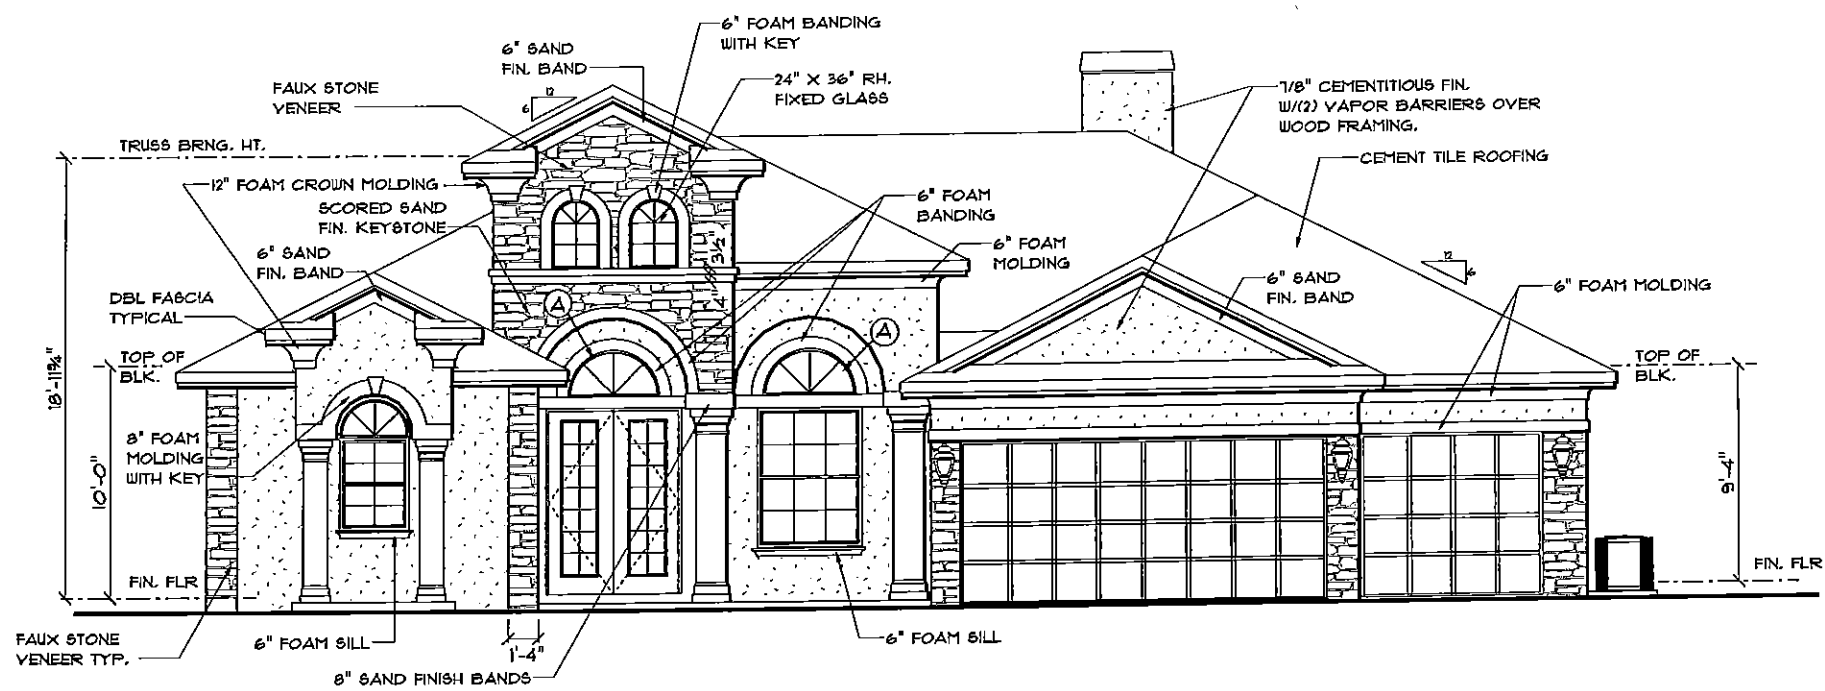 6" FOAM BANDING
WITH KEY
6" SAND
FIN. BAND
24" X 36" RH.
FIXED GLASS
FAUX STONE
VENEER
12
6
7/8" CEMENTITIOUS FIN.
W/(2) VAPOR BARRIERS OVER
WOOD FRAMING.
TRUSS BRNG. HT.
CEMENT TILE ROOFING
12" FOAM CROWN MOLDING
SCORED SAND
FIN. KEYSTONE
6" FOAM
BANDING
6" SAND
FIN. BAND
6" FOAM
MOLDING
12
6
6" SAND
FIN. BAND
6" FOAM MOLDING
DBL FASCIA
TYPICAL
A
A
TOP OF
BLK.
TOP OF
BLK.
18'-11¾"
10'-0"
9'-4"
8" FOAM
MOLDING
WITH KEY
FIN. FLR
FIN. FLR
FAUX STONE
VENEER TYP.
6" FOAM SILL
1'-4"
6" FOAM SILL
8" SAND FINISH BANDS